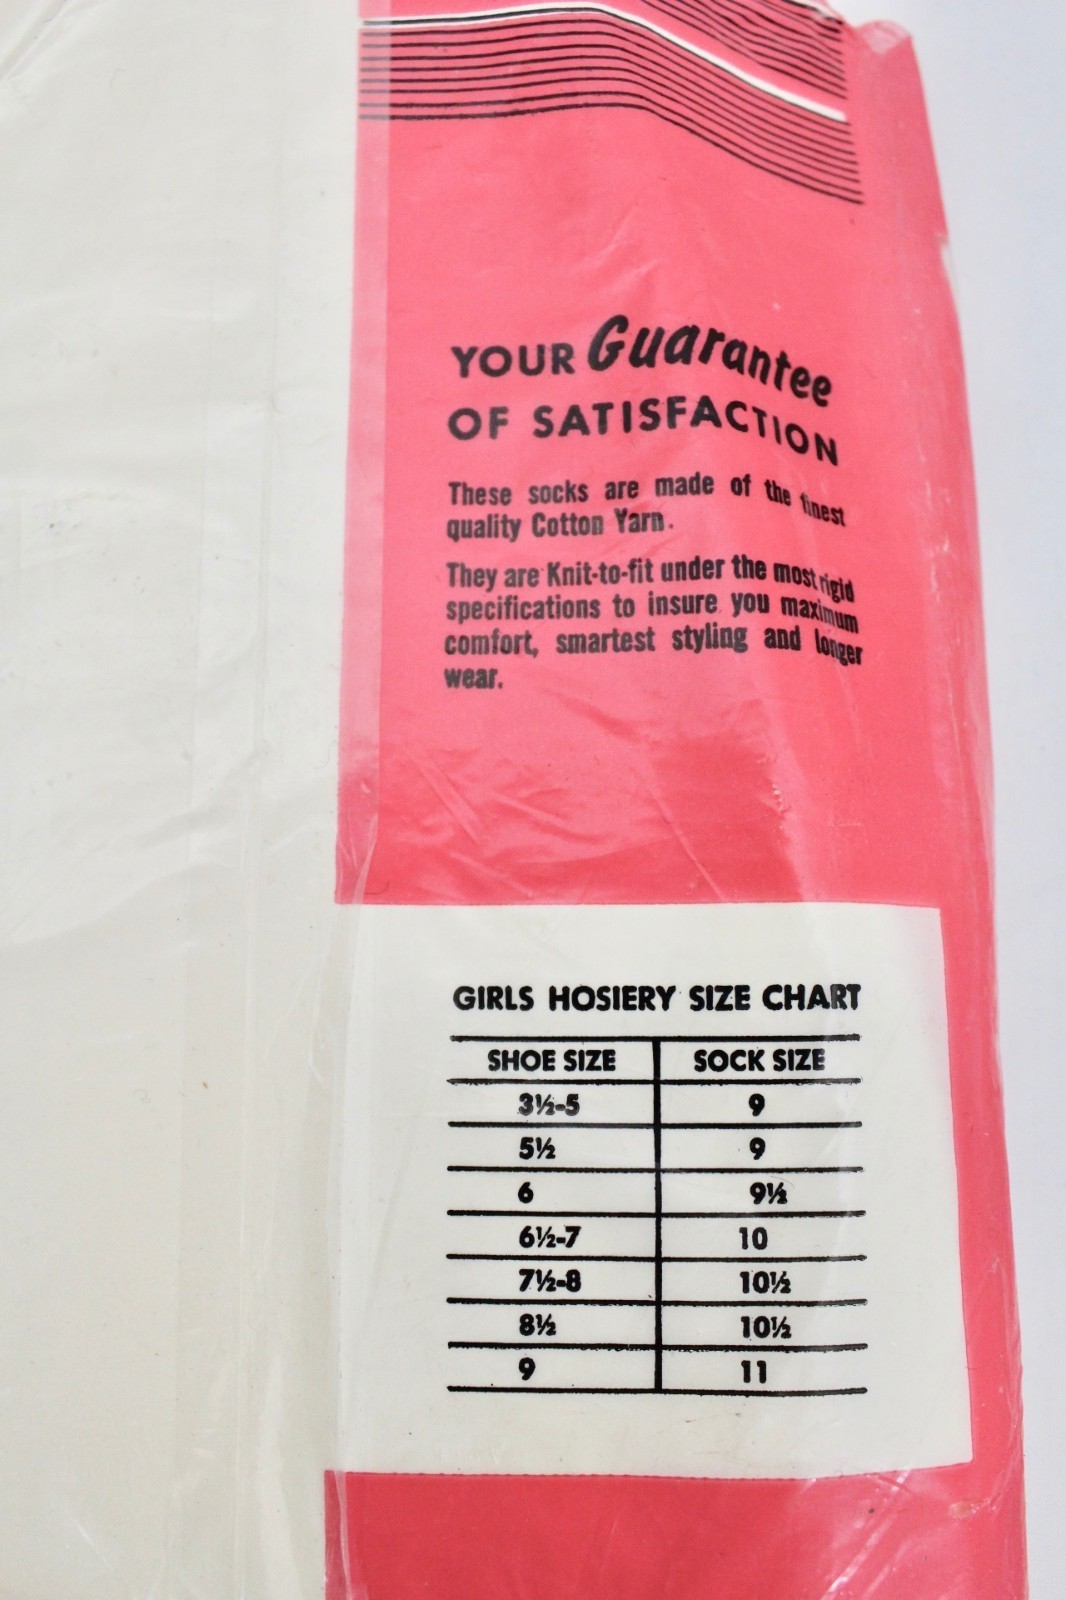 YOUR Guarantee
OF SATISFACTION
These socks are made of the finest
quality Cotton Yarn.
They are Knit-to-fit under the most rigid
specifications to insure you maximum
comfort, smartest styling and longer
wear.
GIRLS HOSIERY SIZE CHART
SHOE SIZE SOCK SIZE
3½-5 9
5½ 9
6 9½
6½-7 10
7½-8 10½
8½ 10½
9 11